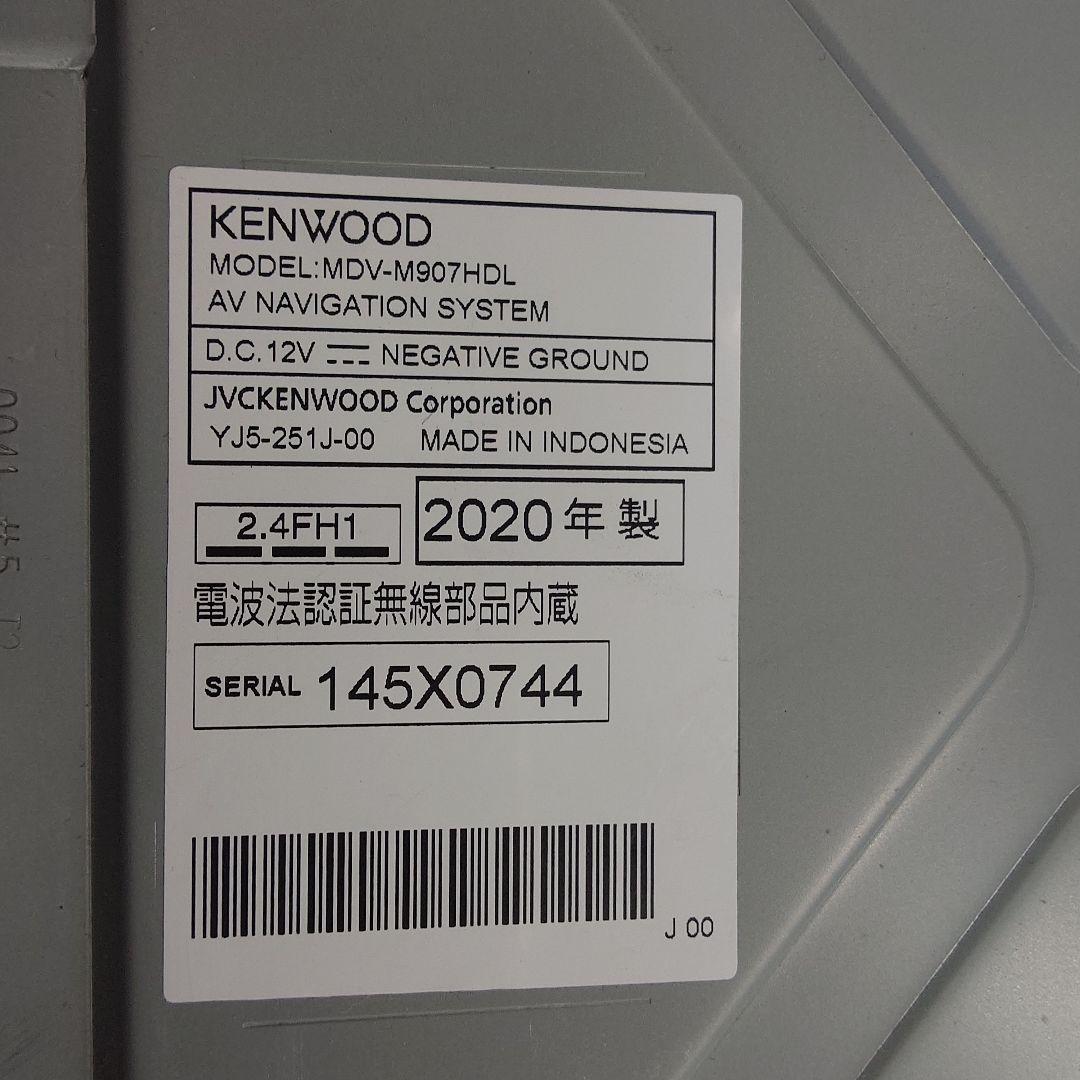 KENWOOD
MODEL:MDV-M907HDL
AV NAVIGATION SYSTEM
D.C.12V NEGATIVE GROUND
JVCKENWOOD Corporation
YJ5-251J-00 MADE IN INDONESIA
2.4FH1
2020年製
電波法認証無線部品内蔵
SERIAL 145X0744
J 00